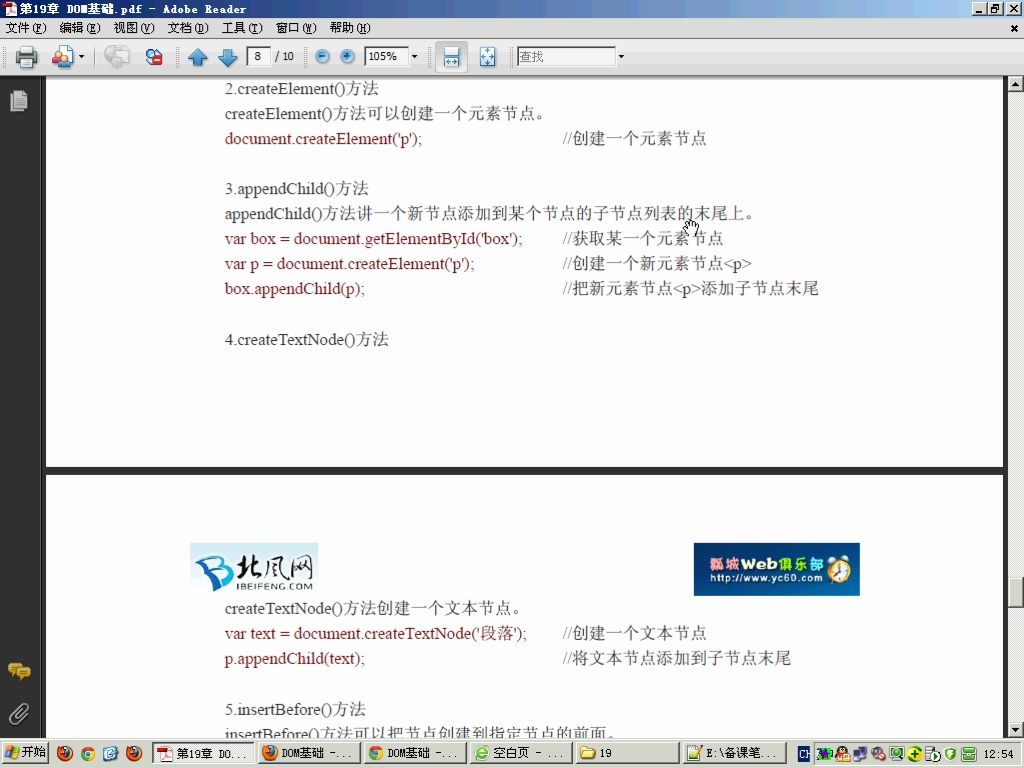 第19章 DOM基础.pdf - Adobe Reader
文件(F) 编辑(E) 视图(V) 文档(D) 工具(T) 窗口(W) 帮助(H)
8 / 10 105% 查找
2.createElement()方法
createElement()方法可以创建一个元素节点。
document.createElement('p'); //创建一个元素节点
3.appendChild()方法
appendChild()方法讲一个新节点添加到某个节点的子节点列表的末尾上。
var box = document.getElementById('box'); //获取某一个元素节点
var p = document.createElement('p'); //创建一个新元素节点<p>
box.appendChild(p); //把新元素节点<p>添加子节点末尾
4.createTextNode()方法
北风网
IBEIFENG.COM
瓢城Web俱乐部
http://www.yc60.com
createTextNode()方法创建一个文本节点。
var text = document.createTextNode('段落'); //创建一个文本节点
p.appendChild(text); //将文本节点添加到子节点末尾
5.insertBefore()方法
insertBefore()方法可以把节点创建到指定节点的前面。
开始 第19章 DO... DOM基础 -... DOM基础 -... 空白页 - ... 19 E:\备课笔... CH 12:54